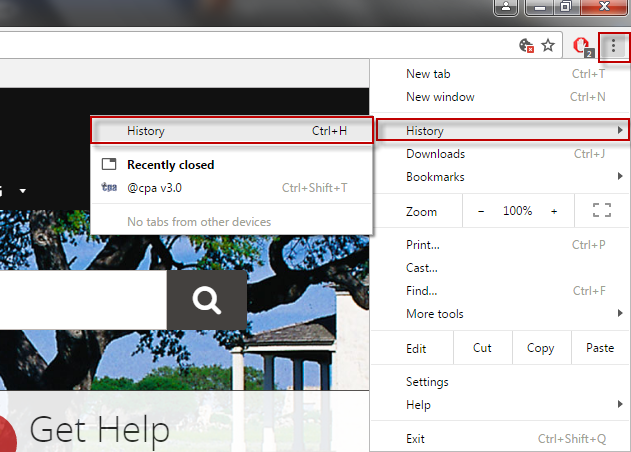 2
New tab Ctrl+T
New window Ctrl+N
History
Downloads Ctrl+J
Bookmarks
Zoom − 100% +
Print... Ctrl+P
Cast...
Find... Ctrl+F
More tools
Edit Cut Copy Paste
Settings
Help
Exit Ctrl+Shift+Q
History Ctrl+H
Recently closed
tpa @cpa v3.0 Ctrl+Shift+T
No tabs from other devices
G
Get Help